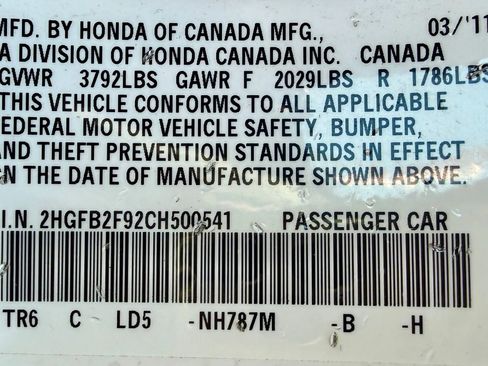 MFD. BY HONDA OF CANADA MFG., 03/'11
A DIVISION OF HONDA CANADA INC. CANADA
GVWR 3792LBS GAWR F 2029LBS R 1786LBS
THIS VEHICLE CONFORMS TO ALL APPLICABLE
FEDERAL MOTOR VEHICLE SAFETY, BUMPER,
AND THEFT PREVENTION STANDARDS IN EFFECT
ON THE DATE OF MANUFACTURE SHOWN ABOVE.
I.N. 2HGFB2F92CH500541 PASSENGER CAR
TR6 C LD5 -NH787M -B -H